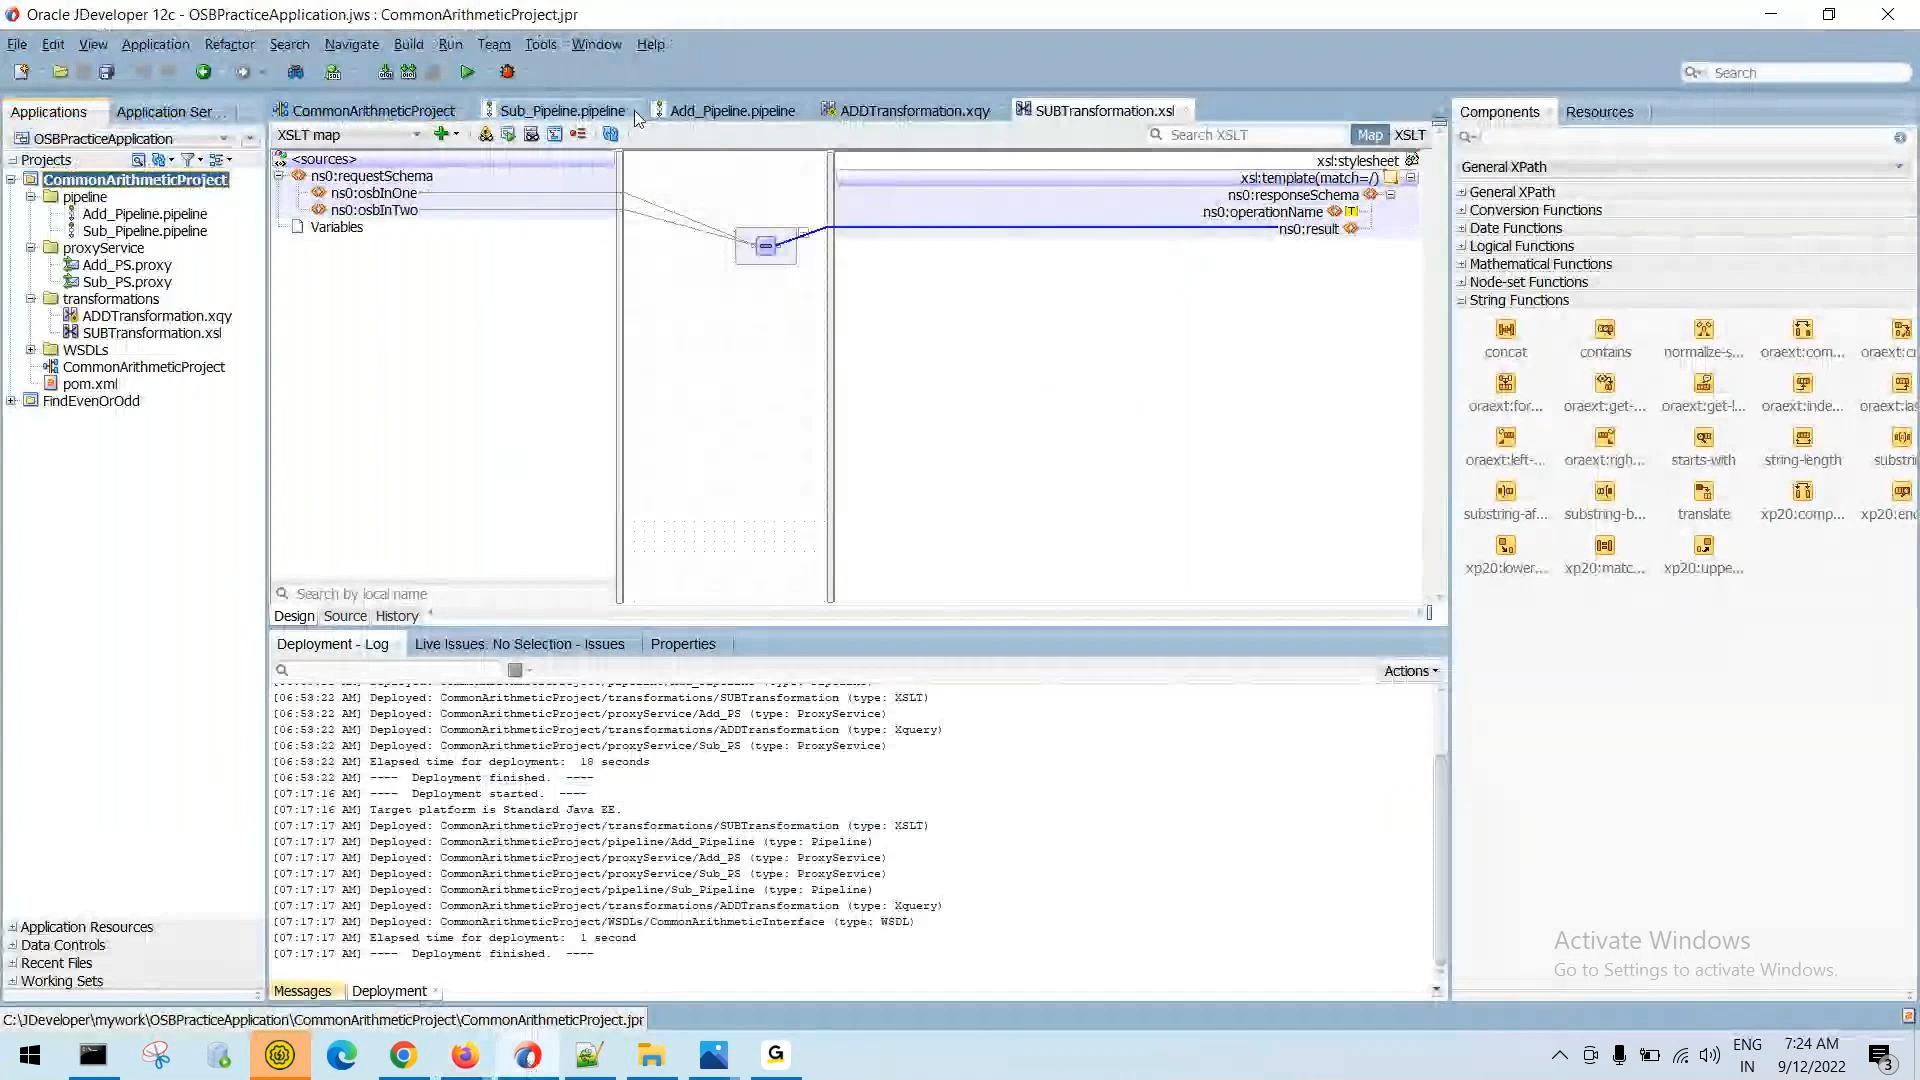 Oracle JDeveloper 12c - OSBPracticeApplication.jws : CommonArithmeticProject.jpr
File Edit View Application Refactor Search Navigate Build Run Team Tools Window Help
Search
Applications Application Ser...
CommonArithmeticProject Sub_Pipeline.pipeline Add_Pipeline.pipeline ADDTransformation.xqy SUBTransformation.xsl
Components Resources
OSBPracticeApplication
Projects
CommonArithmeticProject
pipeline
Add_Pipeline.pipeline
Sub_Pipeline.pipeline
proxyService
Add_PS.proxy
Sub_PS.proxy
transformations
ADDTransformation.xqy
SUBTransformation.xsl
WSDLs
CommonArithmeticProject
pom.xml
FindEvenOrOdd
Application Resources
Data Controls
Recent Files
Working Sets
XSLT map
Search XSLT
Map XSLT
<sources>
ns0:requestSchema
ns0:osbInOne
ns0:osbInTwo
Variables
xsl:stylesheet
xsl:template(match=/)
ns0:responseSchema
ns0:operationName
T
ns0:result
Search by local name
Design Source History
Deployment - Log Live Issues: No Selection - Issues Properties
Actions
[06:53:22 AM] Deployed: CommonArithmeticProject/transformations/SUBTransformation (type: XSLT)
[06:53:22 AM] Deployed: CommonArithmeticProject/proxyService/Add_PS (type: ProxyService)
[06:53:22 AM] Deployed: CommonArithmeticProject/transformations/ADDTransformation (type: Xquery)
[06:53:22 AM] Deployed: CommonArithmeticProject/proxyService/Sub_PS (type: ProxyService)
[06:53:22 AM] Elapsed time for deployment: 18 seconds
[06:53:22 AM] ---- Deployment finished. ----
[07:17:16 AM] ---- Deployment started. ----
[07:17:16 AM] Target platform is Standard Java EE.
[07:17:17 AM] Deployed: CommonArithmeticProject/transformations/SUBTransformation (type: XSLT)
[07:17:17 AM] Deployed: CommonArithmeticProject/pipeline/Add_Pipeline (type: Pipeline)
[07:17:17 AM] Deployed: CommonArithmeticProject/proxyService/Add_PS (type: ProxyService)
[07:17:17 AM] Deployed: CommonArithmeticProject/proxyService/Sub_PS (type: ProxyService)
[07:17:17 AM] Deployed: CommonArithmeticProject/pipeline/Sub_Pipeline (type: Pipeline)
[07:17:17 AM] Deployed: CommonArithmeticProject/transformations/ADDTransformation (type: Xquery)
[07:17:17 AM] Deployed: CommonArithmeticProject/WSDLs/CommonArithmeticInterface (type: WSDL)
[07:17:17 AM] Elapsed time for deployment: 1 second
[07:17:17 AM] ---- Deployment finished. ----
Messages Deployment
General XPath
General XPath
Conversion Functions
Date Functions
Logical Functions
Mathematical Functions
Node-set Functions
String Functions
concat contains normalize-s... oraext:com... oraext:c
oraext:for... oraext:get-... oraext:get-l... oraext:inde... oraext:la
oraext:left-... oraext:righ... starts-with string-length substri
substring-af... substring-b... translate xp20:comp... xp20:en
xp20:lower... xp20:matc... xp20:uppe...
Activate Windows
Go to Settings to activate Windows.
C:\JDeveloper\mywork\OSBPracticeApplication\CommonArithmeticProject\CommonArithmeticProject.jpr
G
ENG
IN
7:24 AM
9/12/2022
3